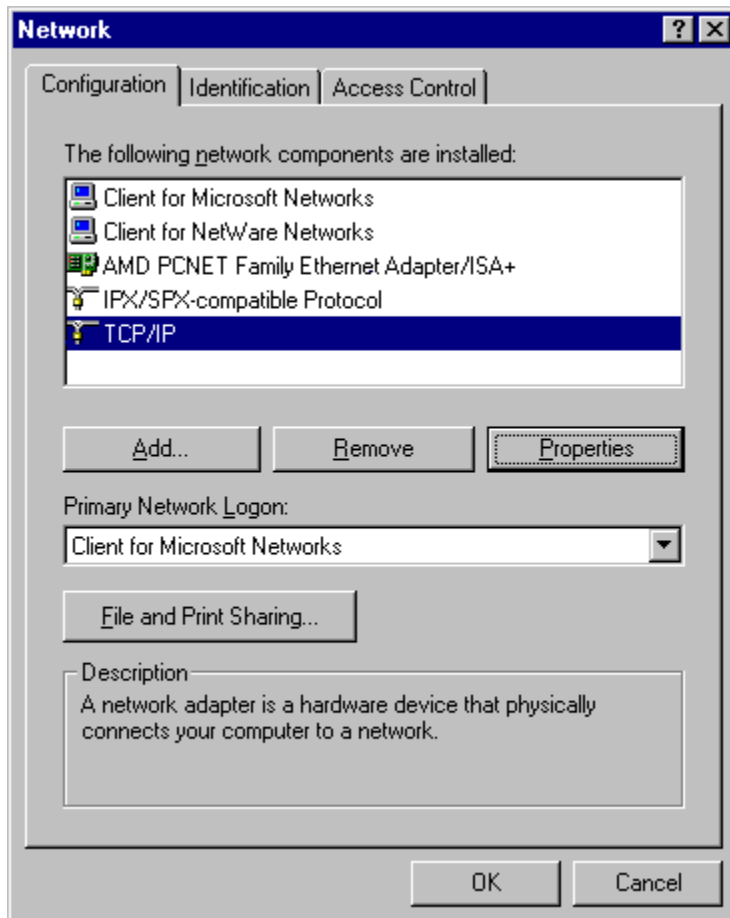 Network
Configuration
Identification
Access Control
The following network components are installed:
Client for Microsoft Networks
Client for NetWare Networks
AMD PCNET Family Ethernet Adapter/ISA+
IPX/SPX-compatible Protocol
TCP/IP
Add...
Remove
Properties
Primary Network Logon:
Client for Microsoft Networks
File and Print Sharing...
Description
A network adapter is a hardware device that physically
connects your computer to a network.
OK
Cancel